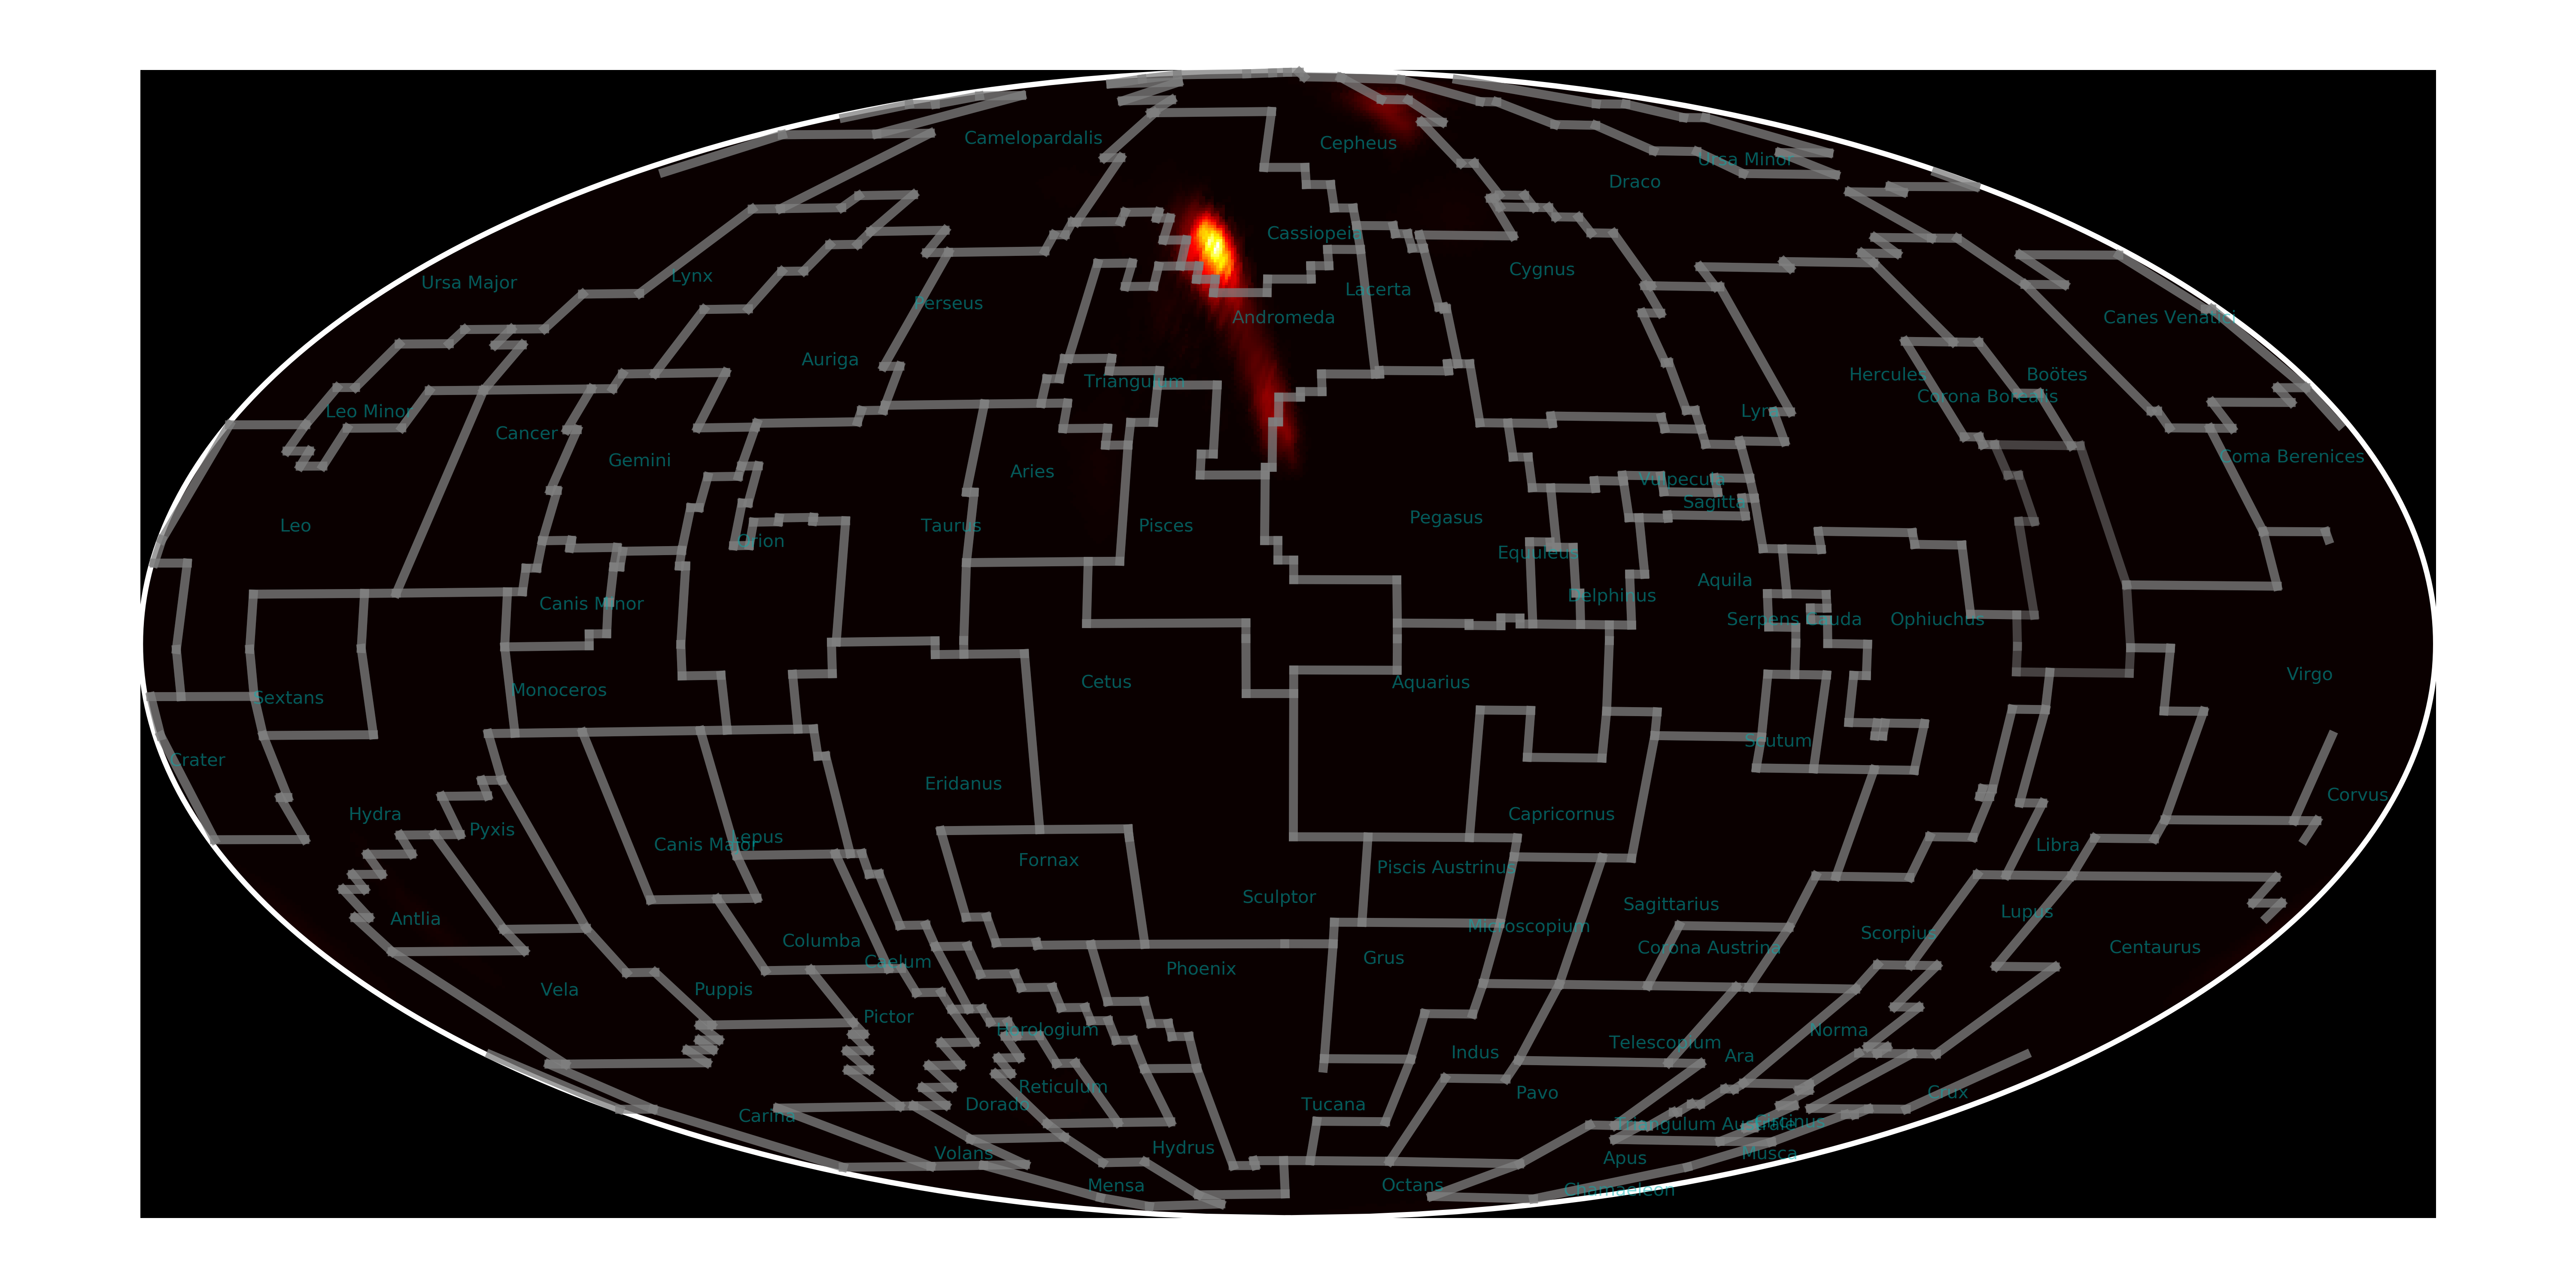 Camelopardalis
Cepheus
Ursa Minor
Draco
Cassiopeia
Cygnus
Ursa Major
Lynx
Lacerta
Perseus
Andromeda
Canes Venatici
Auriga
Triangulum
Hercules
Boötes
Corona Borealis
Leo Minor
Lyra
Cancer
Gemini
Aries
Coma Berenices
Vulpecula
Sagitta
Leo
Orion
Taurus
Pisces
Pegasus
Equuleus
Aquila
Delphinus
Canis Minor
Serpens Cauda
Ophiuchus
Sextans
Monoceros
Cetus
Aquarius
Virgo
Crater
Scutum
Eridanus
Corvus
Hydra
Pyxis
Capricornus
Canis Major
Lepus
Libra
Fornax
Piscis Austrinus
Sculptor
Sagittarius
Antlia
Microscopium
Lupus
Columba
Scorpius
Corona Austrina
Centaurus
Caelum
Phoenix
Grus
Vela
Puppis
Pictor
Horologium
Indus
Telescopium
Norma
Ara
Reticulum
Pavo
Crux
Carina
Dorado
Tucana
Triangulum Australe
Circinus
Volans
Hydrus
Apus
Musca
Mensa
Octans
Chamaeleon